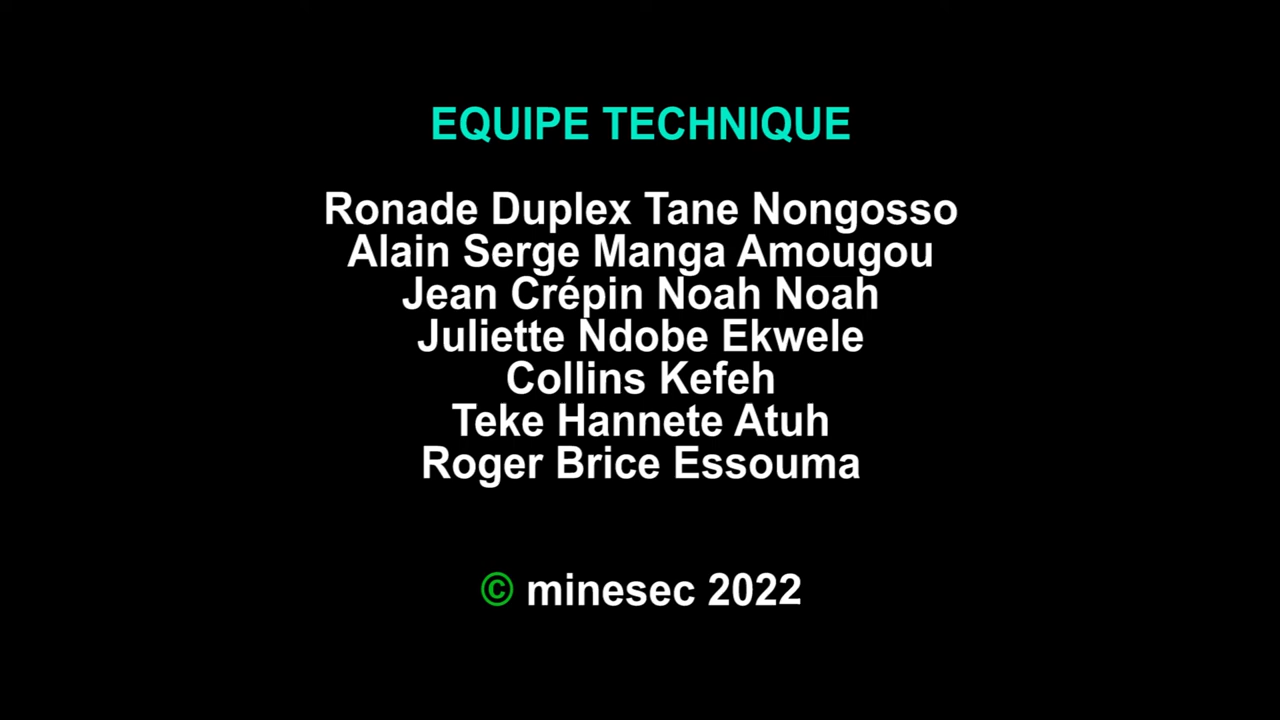 EQUIPE TECHNIQUE
Ronade Duplex Tane Nongosso
Alain Serge Manga Amougou
Jean Crépin Noah Noah
Juliette Ndobe Ekwele
Collins Kefeh
Teke Hannete Atuh
Roger Brice Essouma
© minesec 2022